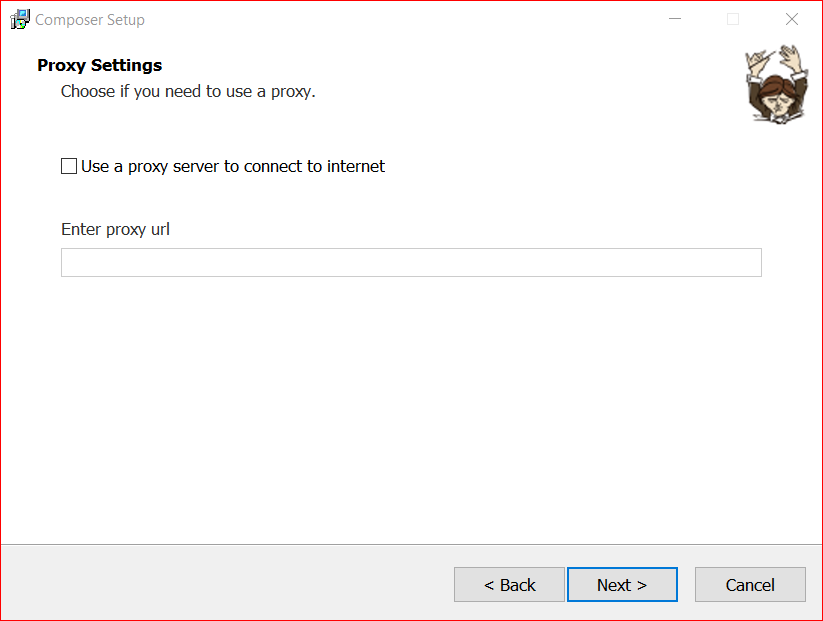 Composer Setup
Proxy Settings
Choose if you need to use a proxy.
Use a proxy server to connect to internet
Enter proxy url
< Back Next > Cancel